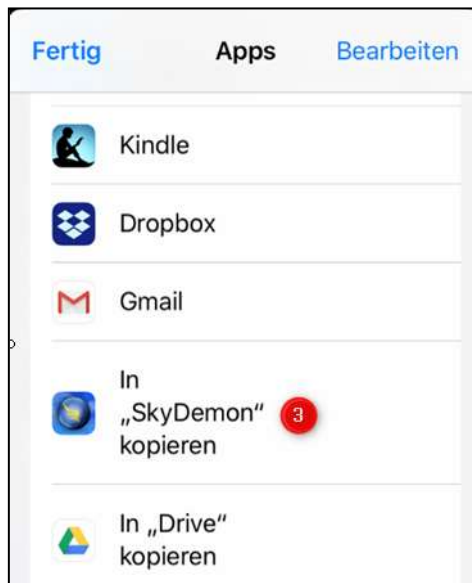 Fertig Apps Bearbeiten
Kindle
Dropbox
Gmail
In
„SkyDemon“ 3
kopieren
In „Drive“
kopieren